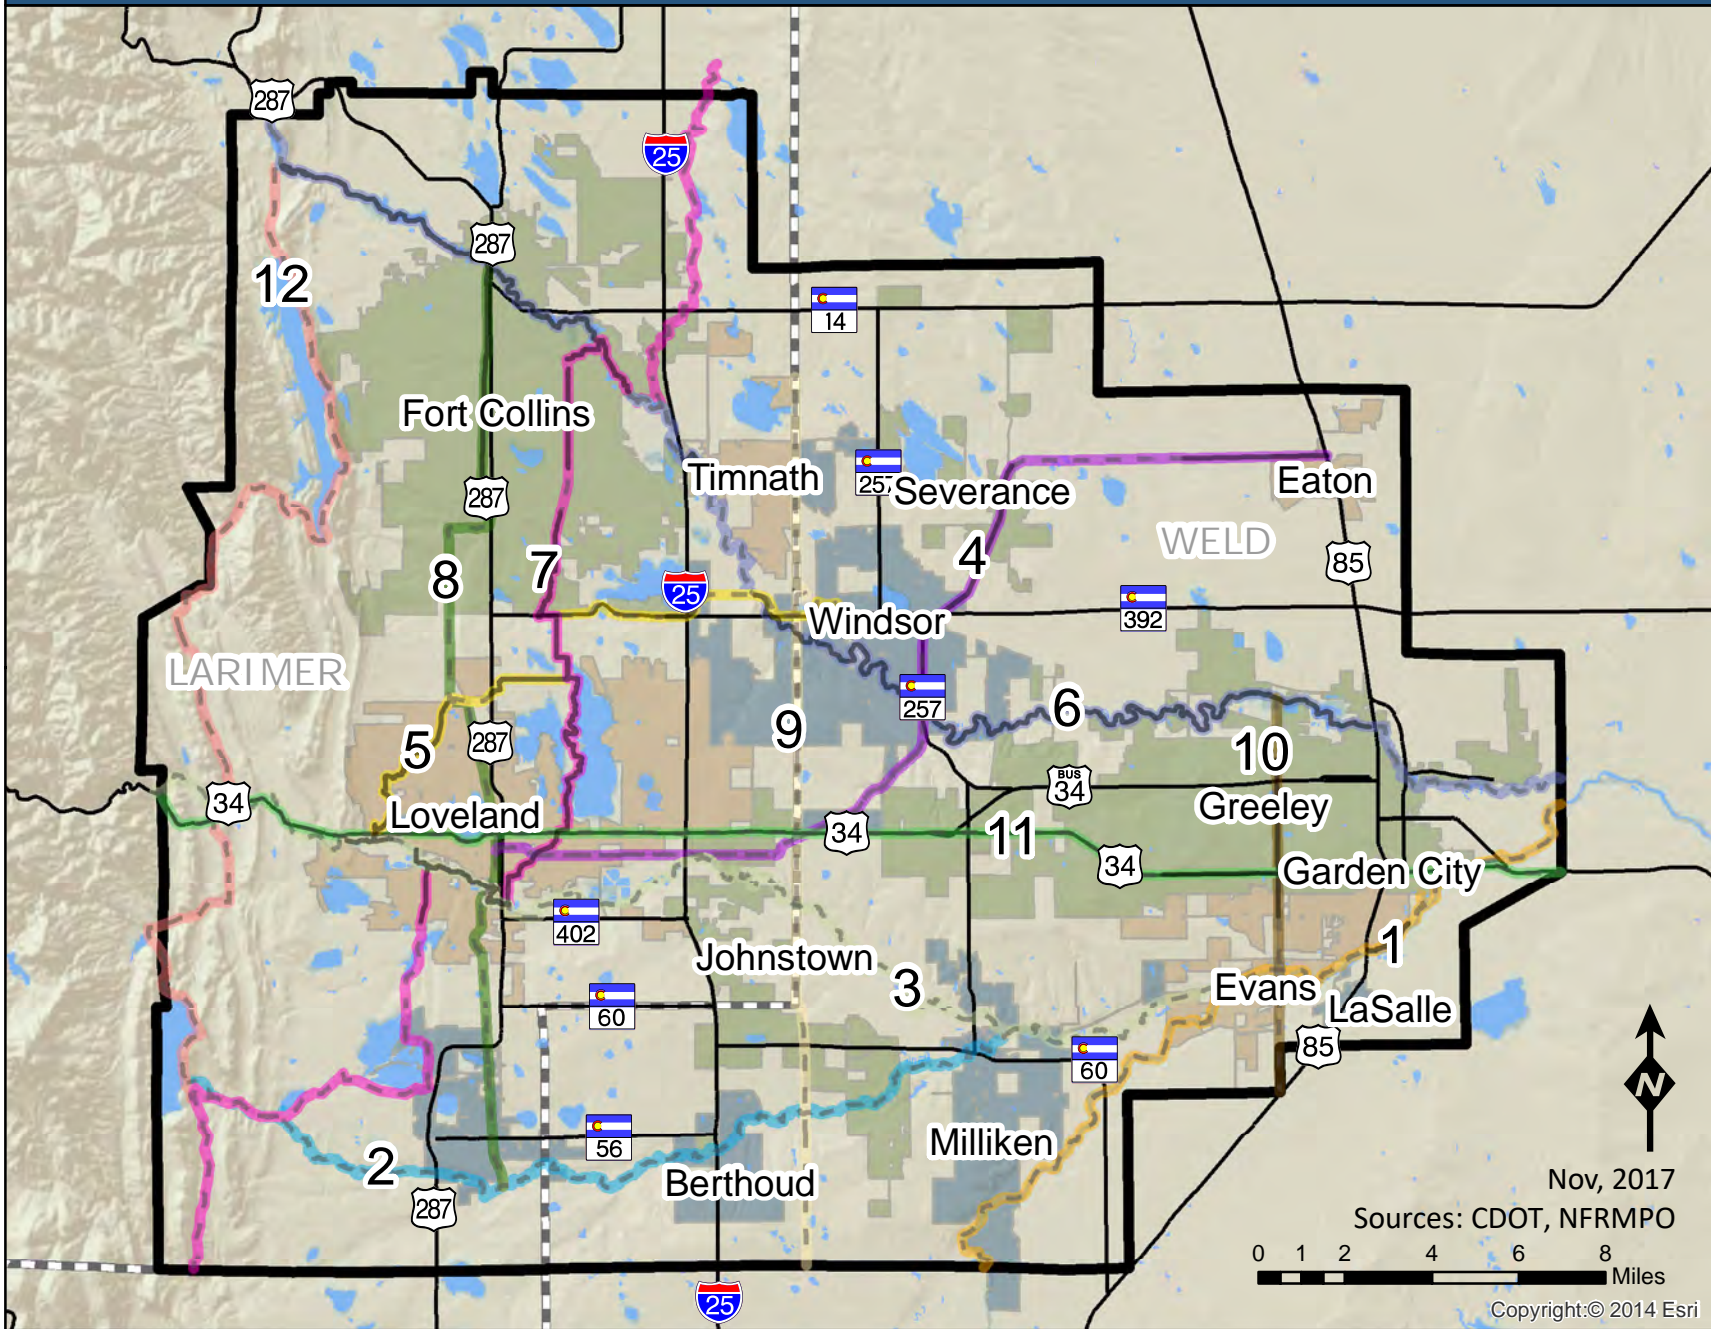 287
25
287
12
14
Fort Collins
Timnath
257
Severance
Eaton
287
WELD
4
85
8
7
25
392
Windsor
LARIMER
257
6
9
5
287
10
BUS
34
34
Greeley
Loveland
34
11
34
Garden City
402
1
Johnstown
3
Evans
LaSalle
60
85
60
N
56
Milliken
2
Berthoud
Nov, 2017
287
Sources: CDOT, NFRMPO
0 1 2 4 6 8
Miles
25
Copyright:© 2014 Esri